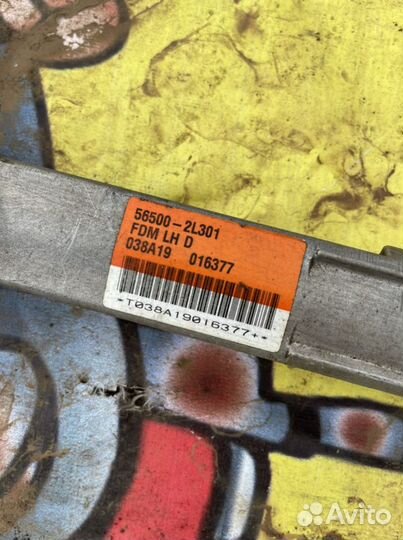 56500-2L301
FDM LH D
038A19 016377
*T038A19016377+*
Avito